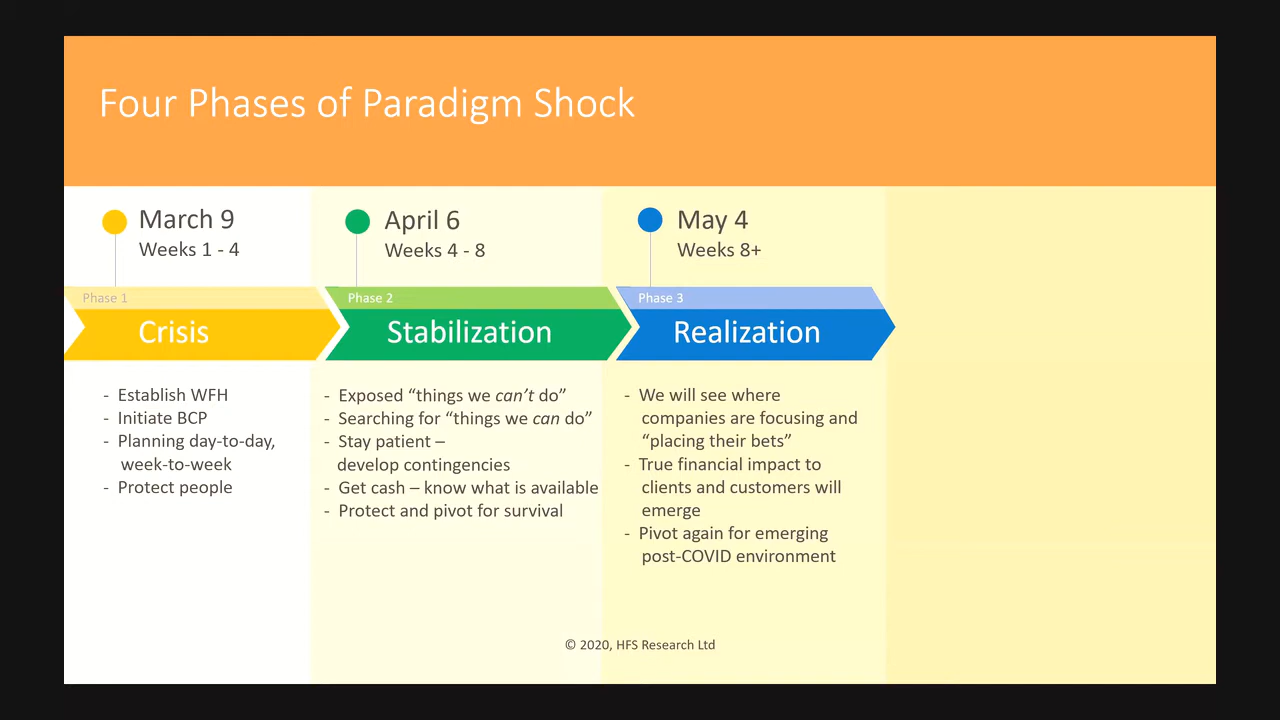 Four Phases of Paradigm Shock
March 9
Weeks 1 - 4
Phase 1
Crisis
- Establish WFH
- Initiate BCP
- Planning day-to-day,
week-to-week
- Protect people
April 6
Weeks 4 - 8
Phase 2
Stabilization
- Exposed “things we can’t do”
- Searching for “things we can do”
- Stay patient –
develop contingencies
- Get cash – know what is available
- Protect and pivot for survival
May 4
Weeks 8+
Phase 3
Realization
- We will see where
companies are focusing and
“placing their bets”
- True financial impact to
clients and customers will
emerge
- Pivot again for emerging
post-COVID environment
© 2020, HFS Research Ltd